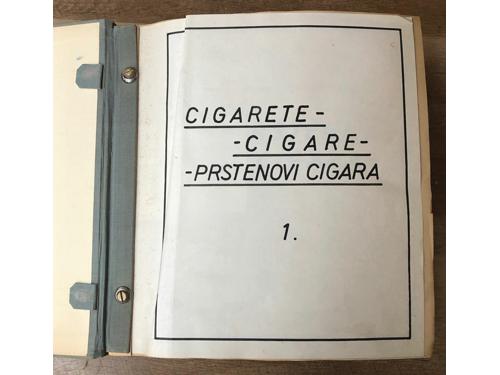 CIGARETE -
- CIGARE -
- PRSTENOVI CIGARA
1.